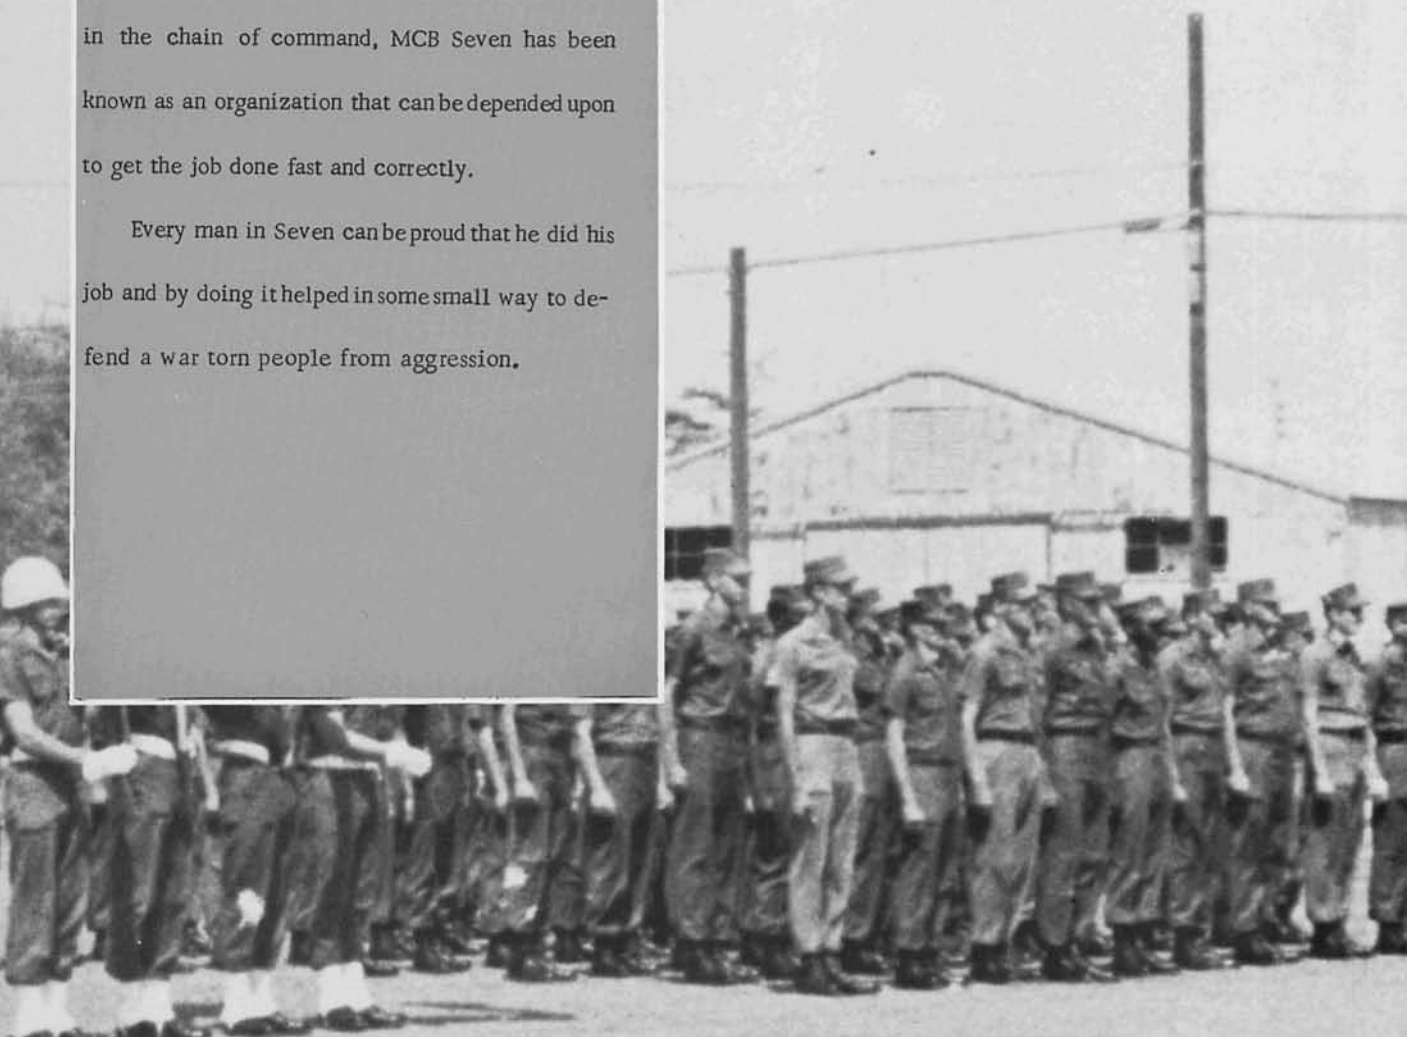 in the chain of command, MCB Seven has been
known as an organization that can be depended upon
to get the job done fast and correctly.
Every man in Seven can be proud that he did his
job and by doing it helped in some small way to de-
fend a war torn people from aggression.